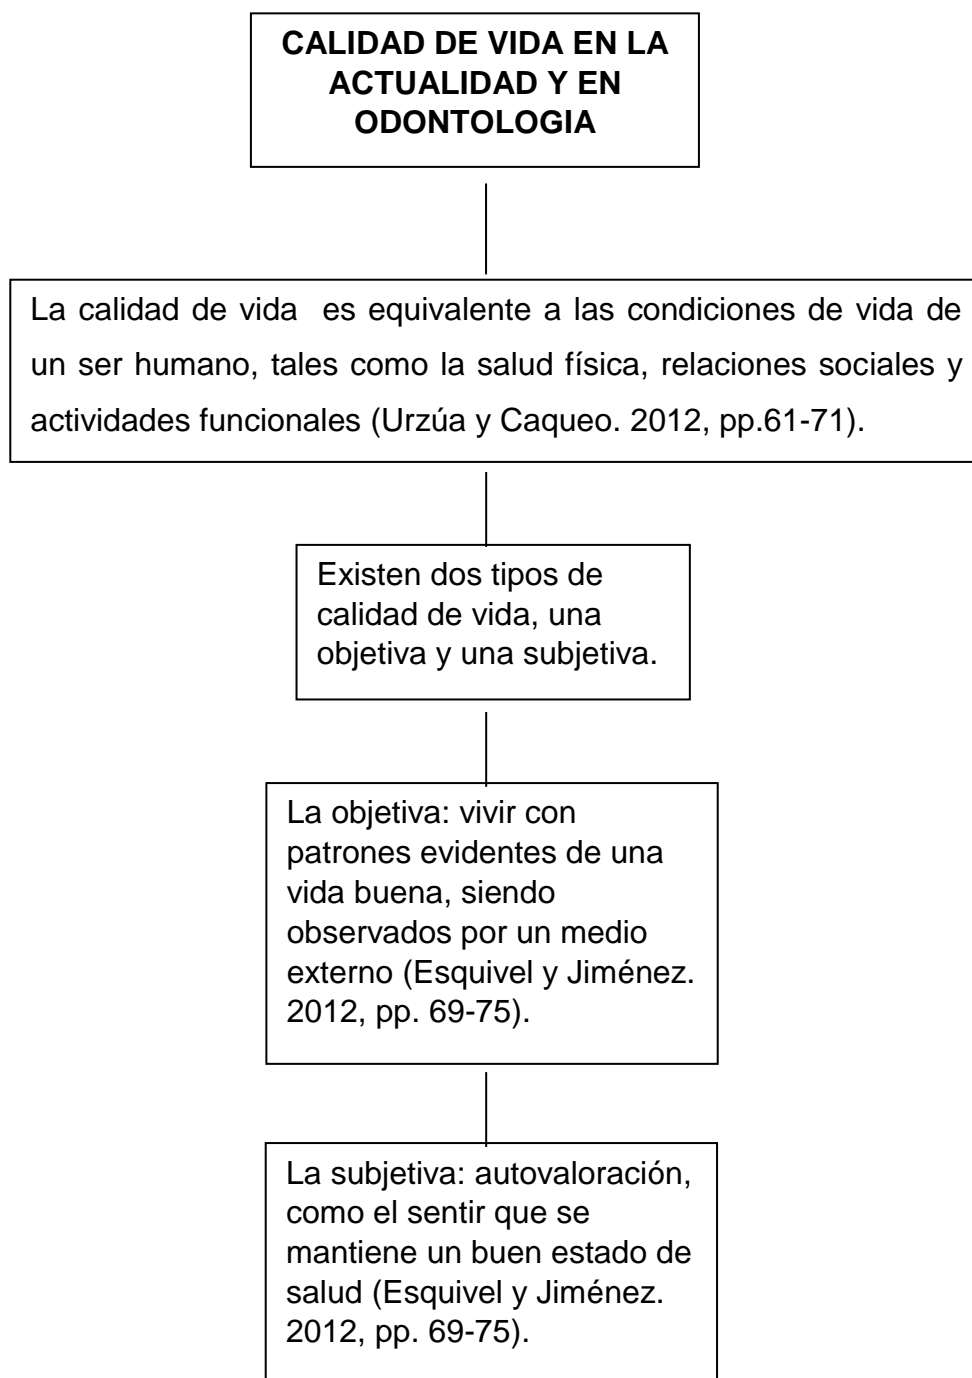 CALIDAD DE VIDA EN LA
ACTUALIDAD Y EN
ODONTOLOGIA
La calidad de vida  es equivalente a las condiciones de vida de
un ser humano, tales como la salud física, relaciones sociales y
actividades funcionales (Urzúa y Caqueo. 2012, pp.61-71).
Existen dos tipos de
calidad de vida, una
objetiva y una subjetiva.
La objetiva: vivir con
patrones evidentes de una
vida buena, siendo
observados por un medio
externo (Esquivel y Jiménez.
2012, pp. 69-75).
La subjetiva: autovaloración,
como el sentir que se
mantiene un buen estado de
salud (Esquivel y Jiménez.
2012, pp. 69-75).